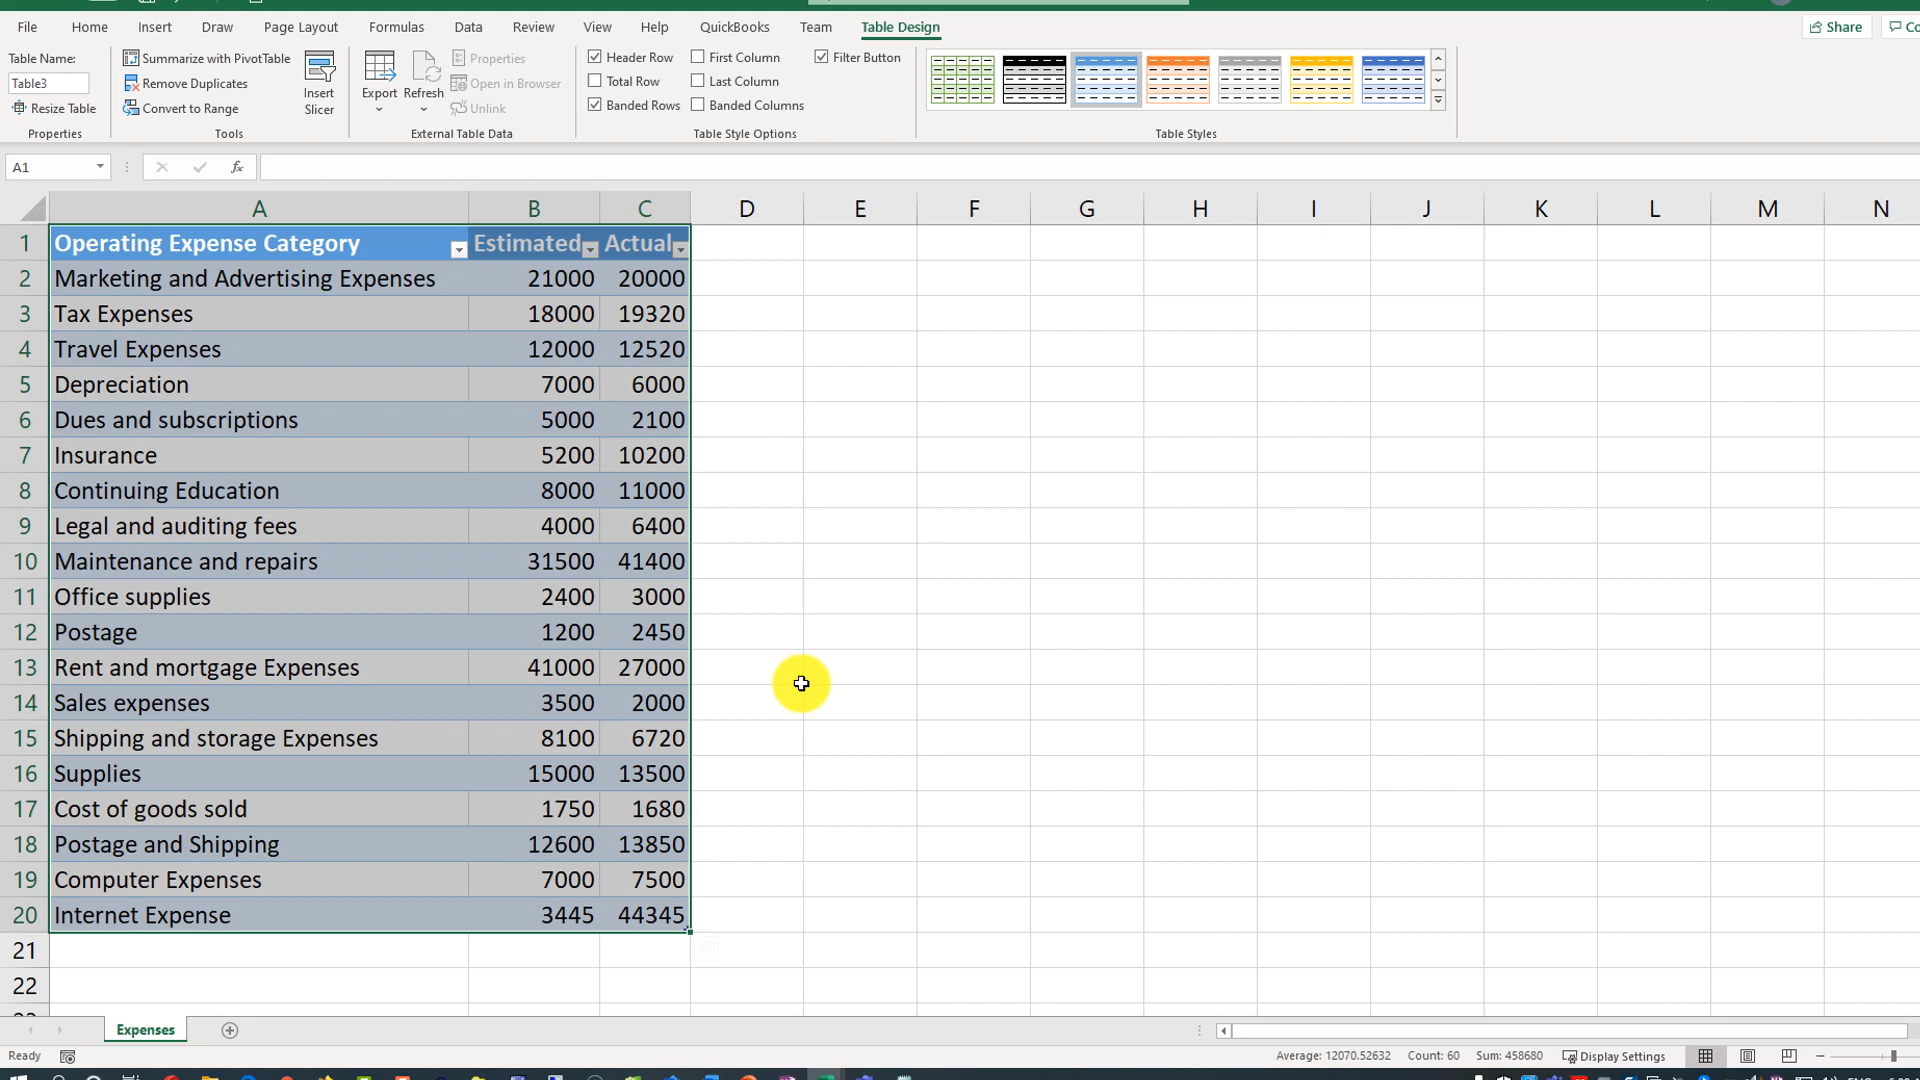 File Home Insert Draw Page Layout Formulas Data Review View Help QuickBooks Team Table Design Share Co
Table Name: Summarize with PivotTable Properties Header Row First Column Filter Button
Table3 Remove Duplicates Insert Slicer Export Refresh Open in Browser Total Row Last Column
Resize Table Convert to Range Unlink Banded Rows Banded Columns
Properties Tools External Table Data Table Style Options Table Styles
A1 fx
A B C D E F G H I J K L M N
1 Operating Expense Category Estimated Actual
2 Marketing and Advertising Expenses 21000 20000
3 Tax Expenses 18000 19320
4 Travel Expenses 12000 12520
5 Depreciation 7000 6000
6 Dues and subscriptions 5000 2100
7 Insurance 5200 10200
8 Continuing Education 8000 11000
9 Legal and auditing fees 4000 6400
10 Maintenance and repairs 31500 41400
11 Office supplies 2400 3000
12 Postage 1200 2450
13 Rent and mortgage Expenses 41000 27000
14 Sales expenses 3500 2000
15 Shipping and storage Expenses 8100 6720
16 Supplies 15000 13500
17 Cost of goods sold 1750 1680
18 Postage and Shipping 12600 13850
19 Computer Expenses 7000 7500
20 Internet Expense 3445 44345
21
22
Expenses
Ready Average: 12070.52632 Count: 60 Sum: 458680 Display Settings